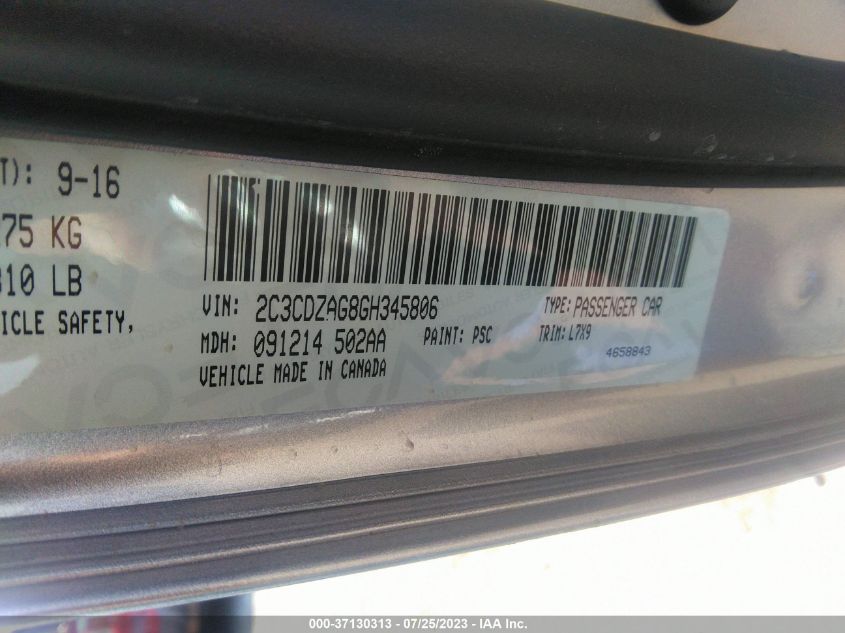 T): 9-16
75 KG
310 LB
ICLE SAFETY,
VIN: 2C3CDZAG8GH345806 TYPE: PASSENGER CAR
MDH: 091214 502AA PAINT: PSC TRIM: L7X9
VEHICLE MADE IN CANADA 4658843
000-37130313 / 07/25/2023 - © IAA Inc.